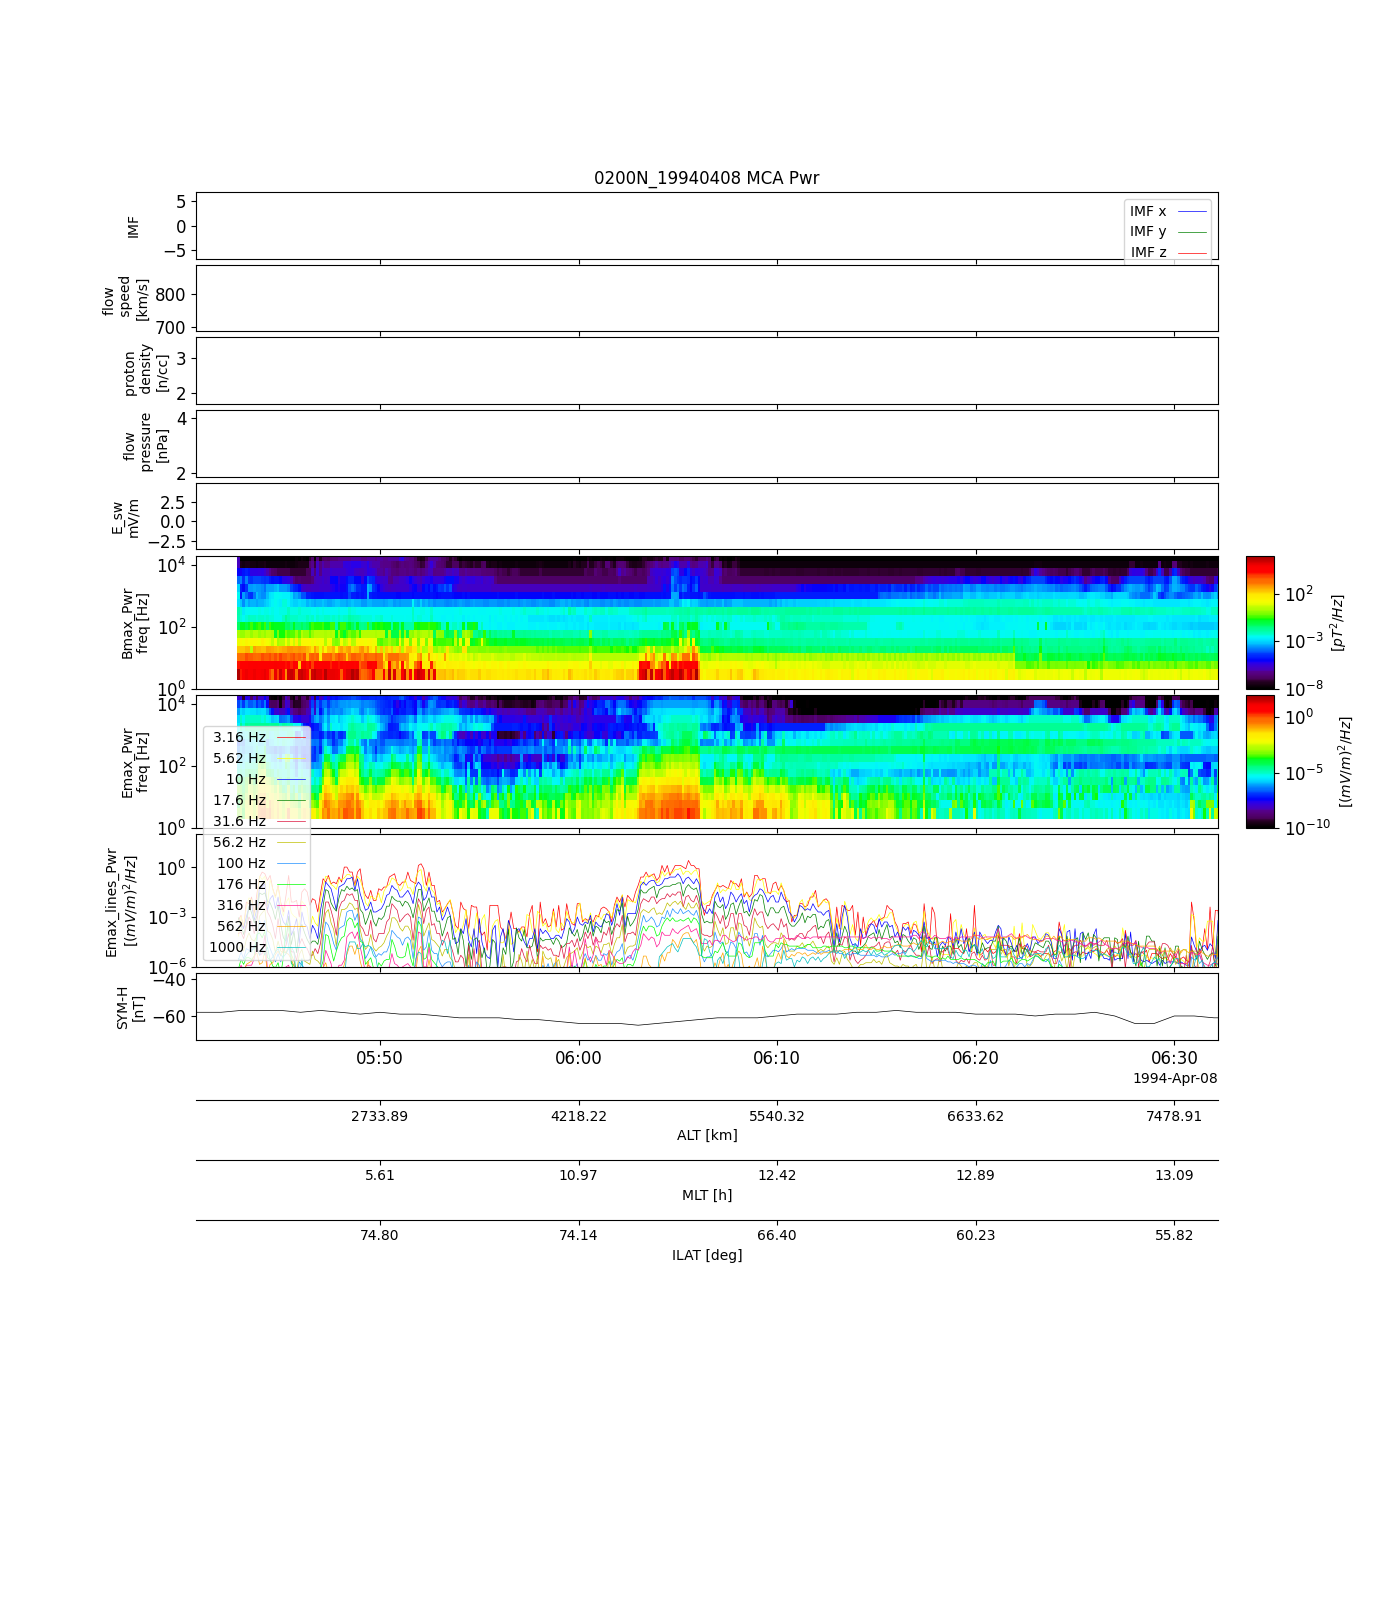 0200N_19940408 MCA Pwr
IMF
5
0
−5
IMF x
IMF y
IMF z
flow
speed
[km/s]
800
700
proton
density
[n/cc]
3
2
flow
pressure
[nPa]
4
2
E_sw
mV/m
2.5
0.0
−2.5
Bmax_Pwr
freq [Hz]
10^4
10^2
10^0
10^2
10^−3
10^−8
[pT^2/Hz]
Emax_Pwr
freq [Hz]
10^4
10^2
10^0
10^0
10^−5
10^−10
[(mV/m)^2/Hz]
3.16 Hz
5.62 Hz
10 Hz
17.6 Hz
31.6 Hz
56.2 Hz
100 Hz
176 Hz
316 Hz
562 Hz
1000 Hz
Emax_lines_Pwr
[(mV/m)^2/Hz]
10^0
10^−3
10^−6
SYM-H
[nT]
−40
−60
05:50 06:00 06:10 06:20 06:30
1994-Apr-08
2733.89 4218.22 5540.32 6633.62 7478.91
ALT [km]
5.61 10.97 12.42 12.89 13.09
MLT [h]
74.80 74.14 66.40 60.23 55.82
ILAT [deg]